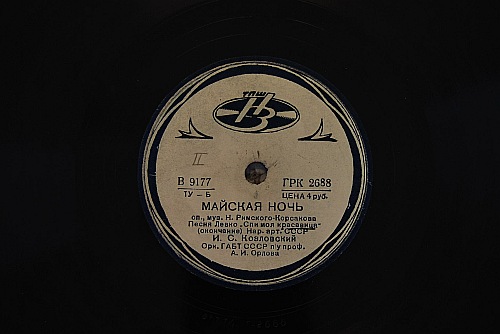 II
В 9177
ГРК 2688
ТУ — Б
ЦЕНА 4 руб.
МАЙСКАЯ НОЧЬ
оп., муз. Н. Римского-Корсакова
Песня Левко „Спи моя красавица"
(окончание) Нар. арт. СССР
И. С. Козловский
Орк. ГАБТ СССР п/у проф.
А. И. Орлова